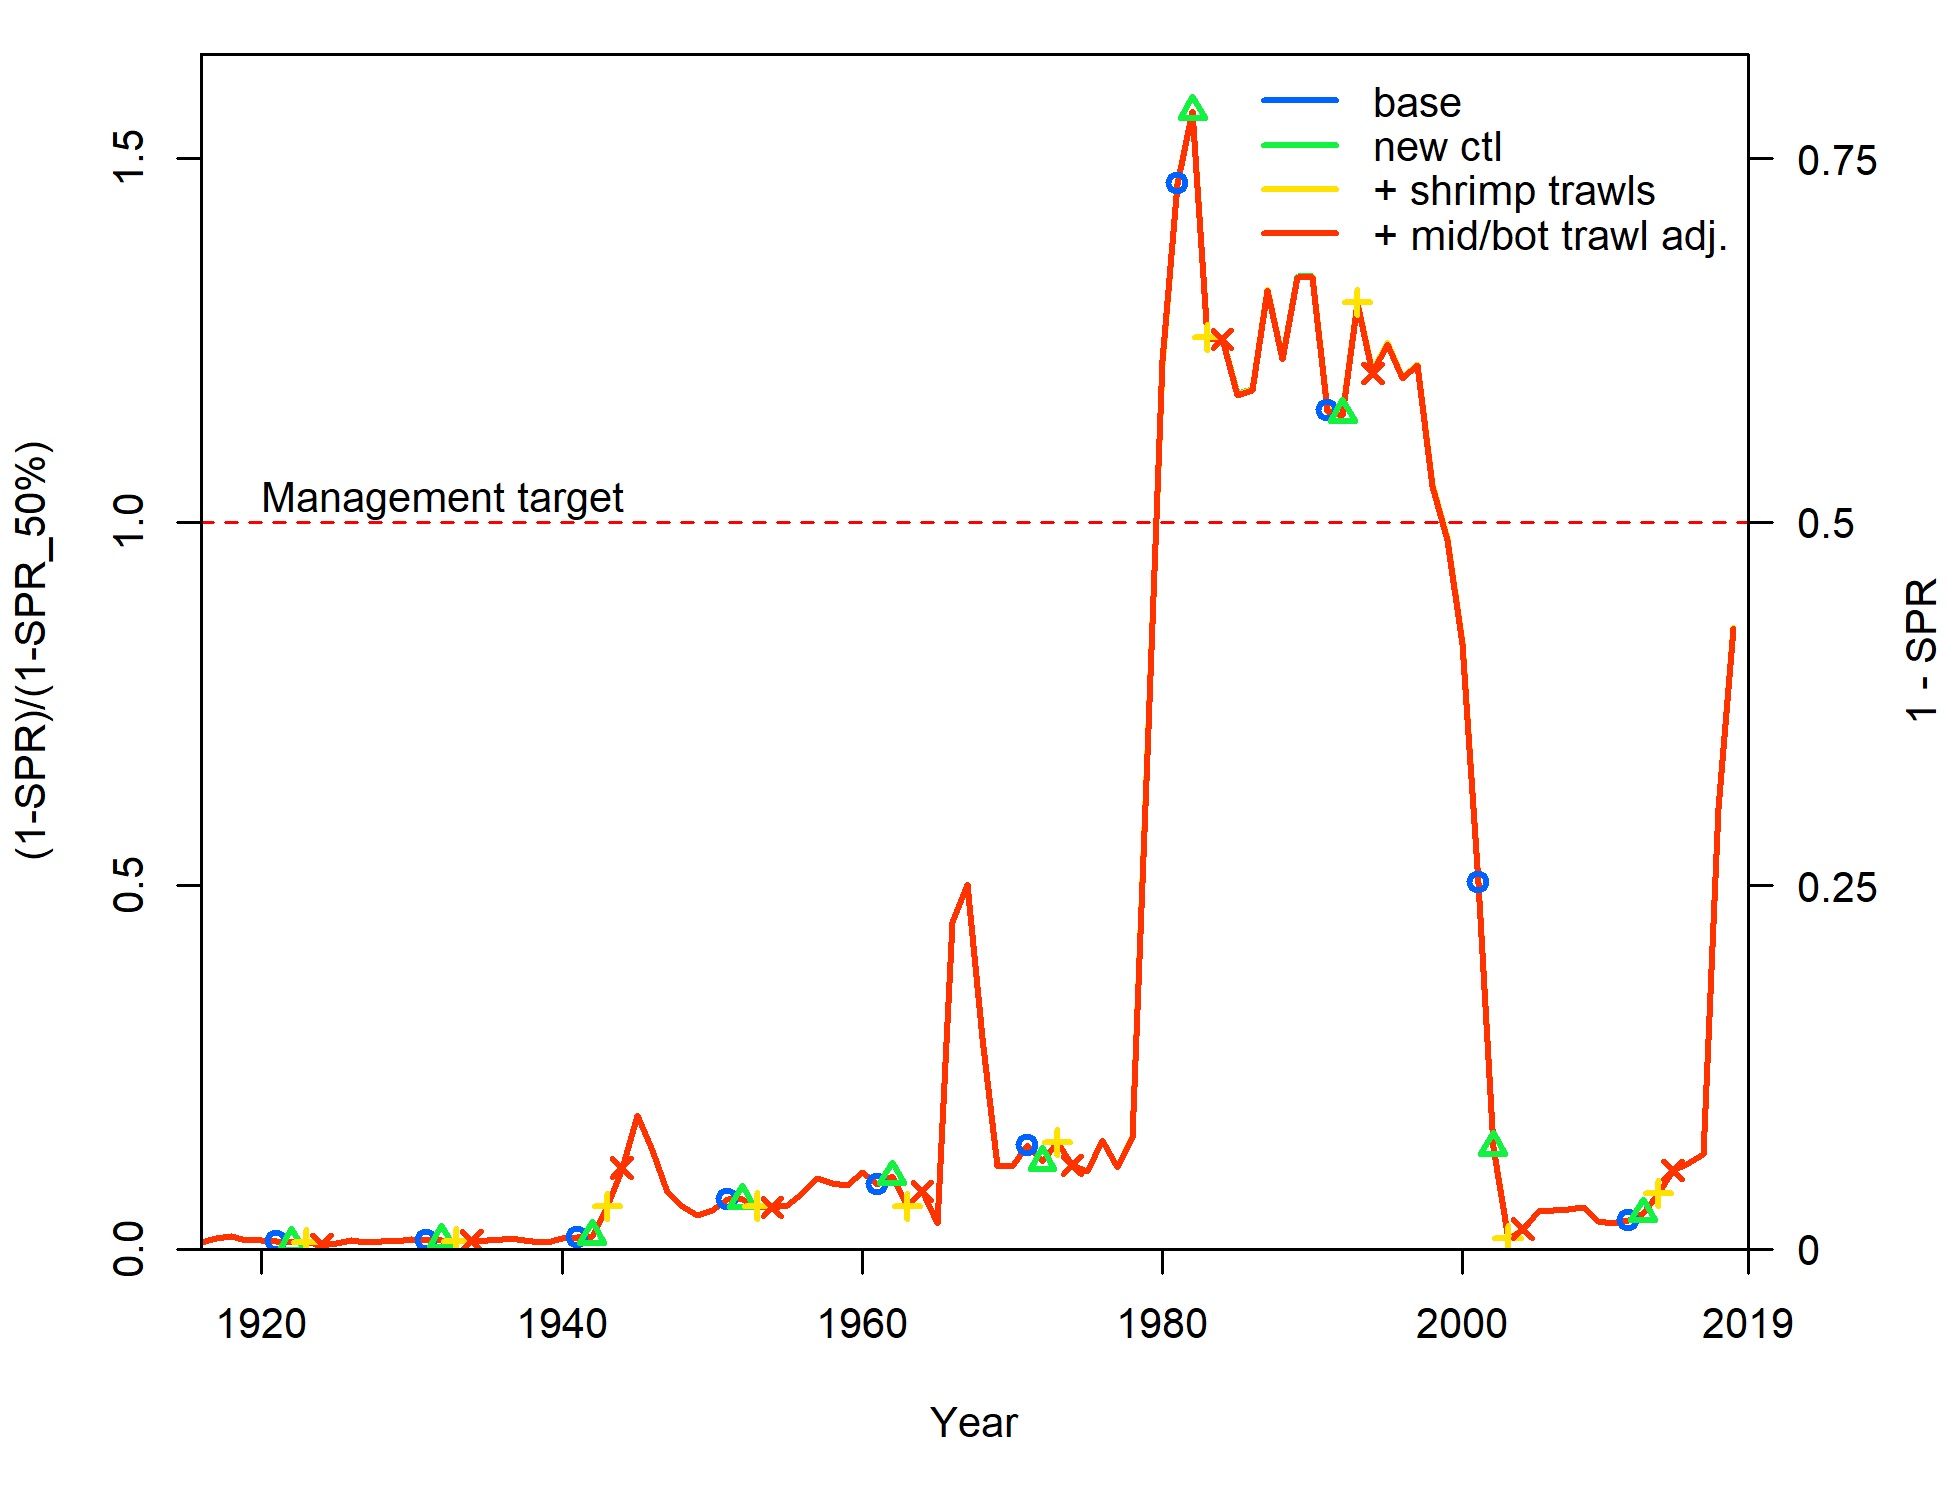 base
new ctl
+ shrimp trawls
+ mid/bot trawl adj.
Management target
(1-SPR)/(1-SPR_50%)
0.0
0.5
1.0
1.5
1 - SPR
0.75
0.5
0.25
0
1920
1940
1960
1980
2000
2019
Year